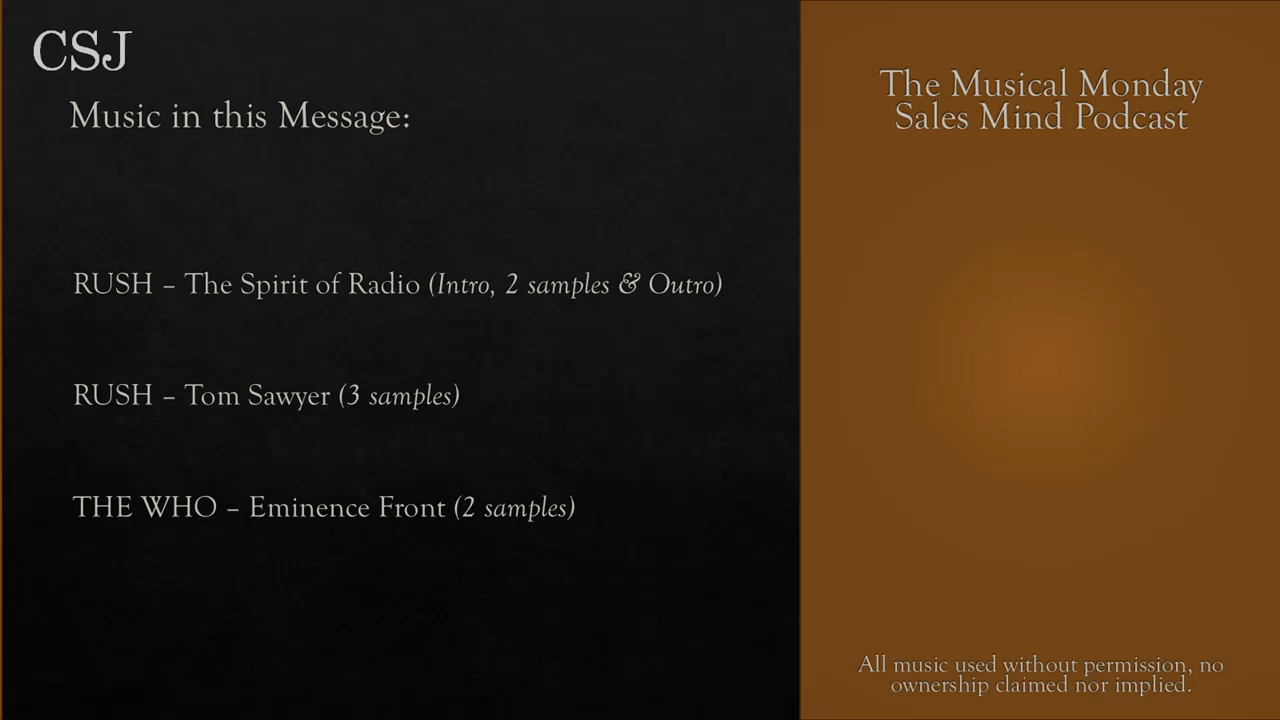 CSJ
Music in this Message:
RUSH – The Spirit of Radio (Intro, 2 samples & Outro)
RUSH – Tom Sawyer (3 samples)
THE WHO – Eminence Front (2 samples)
The Musical Monday
Sales Mind Podcast
All music used without permission, no
ownership claimed nor implied.